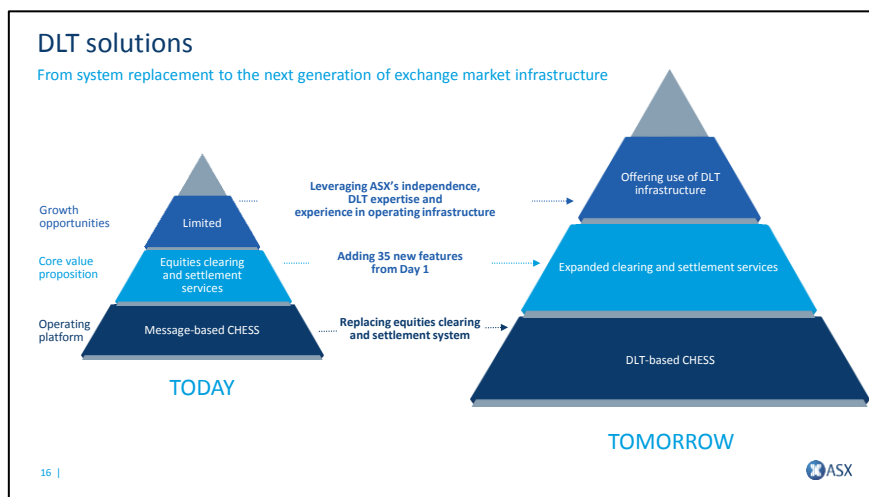 DLT solutions
From system replacement to the next generation of exchange market infrastructure
Growth
opportunities
Limited
Leveraging ASX's independence,
DLT expertise and
experience in operating infrastructure
Offering use of DLT
infrastructure
Core value
proposition
Equities clearing
and settlement
services
Adding 35 new features
from Day 1
Expanded clearing and settlement services
Operating
platform
Message-based CHESS
Replacing equities clearing
and settlement system
DLT-based CHESS
TODAY
TOMORROW
16 |
ASX